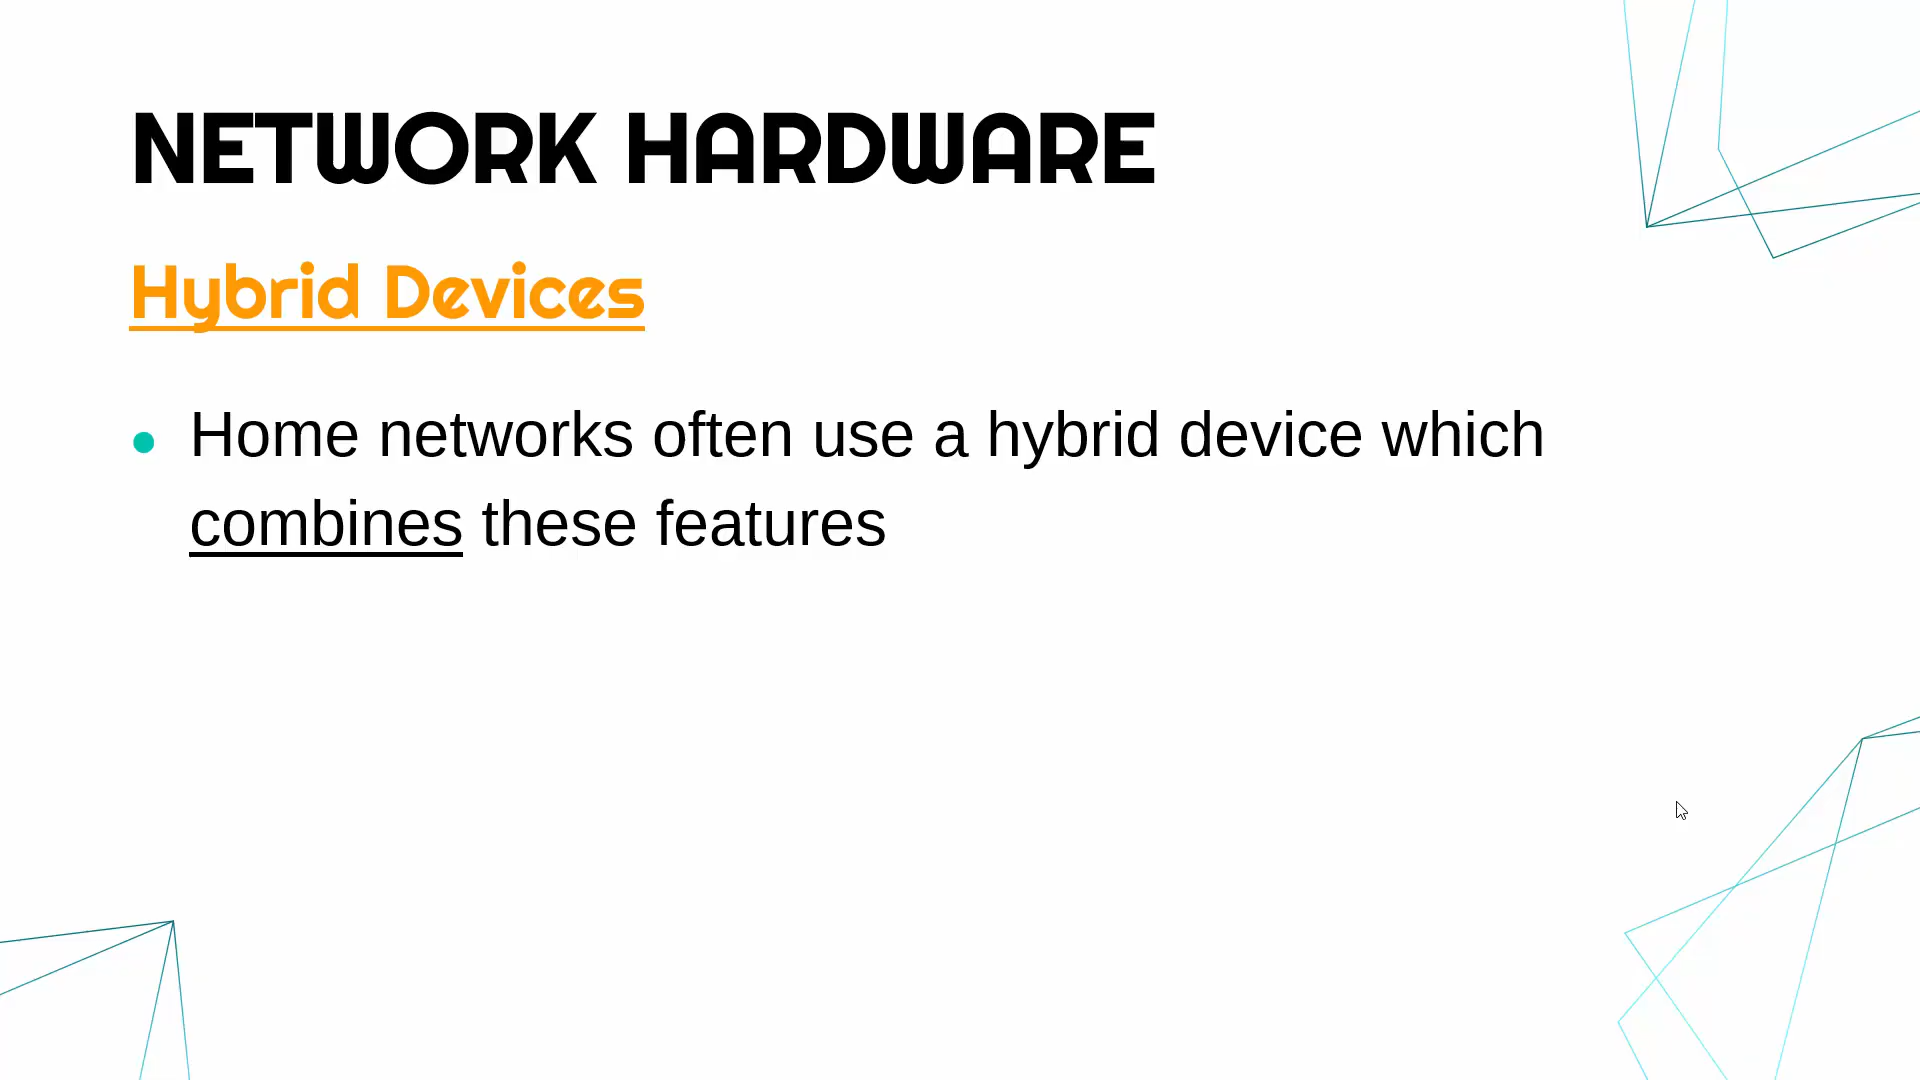 NETWORK HARDWARE
Hybrid Devices
Home networks often use a hybrid device which
combines these features